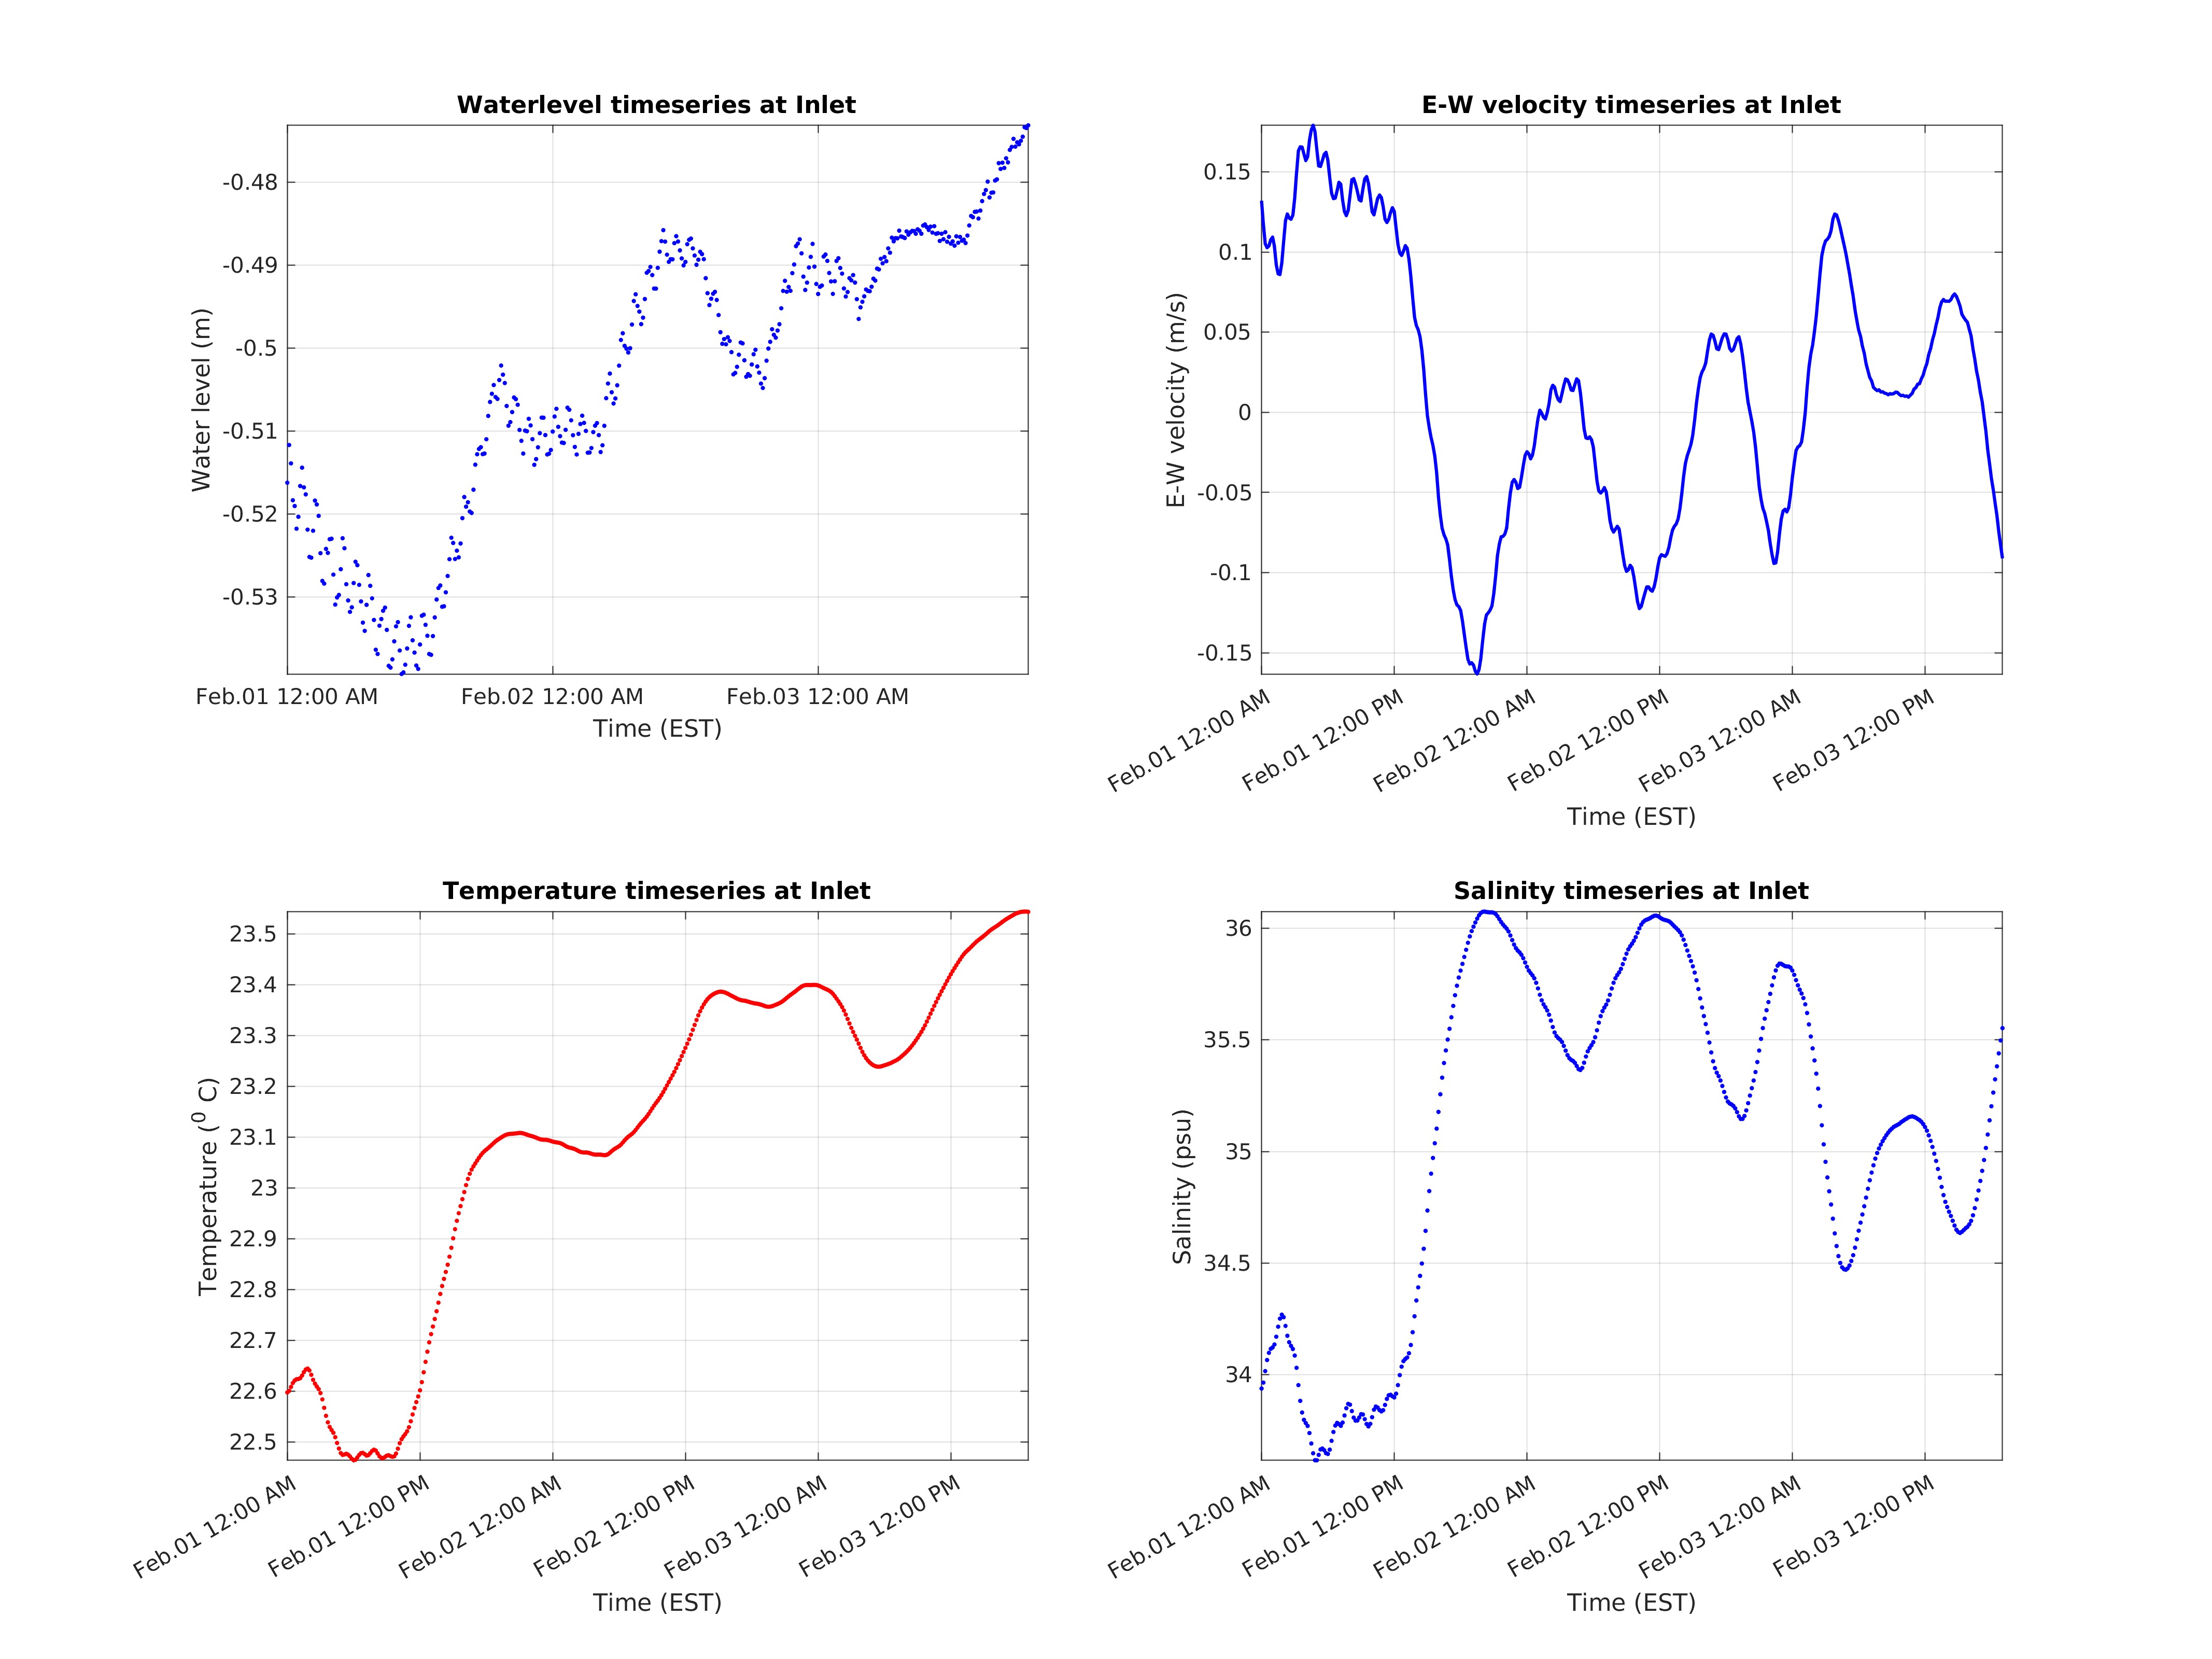 Waterlevel timeseries at Inlet
Water level (m)
-0.48
-0.49
-0.5
-0.51
-0.52
-0.53
Feb.01 12:00 AM
Feb.02 12:00 AM
Feb.03 12:00 AM
Time (EST)
E-W velocity timeseries at Inlet
E-W velocity (m/s)
0.15
0.1
0.05
0
-0.05
-0.1
-0.15
Feb.01 12:00 AM
Feb.01 12:00 PM
Feb.02 12:00 AM
Feb.02 12:00 PM
Feb.03 12:00 AM
Feb.03 12:00 PM
Time (EST)
Temperature timeseries at Inlet
Temperature (⁰ C)
23.5
23.4
23.3
23.2
23.1
23
22.9
22.8
22.7
22.6
22.5
Feb.01 12:00 AM
Feb.01 12:00 PM
Feb.02 12:00 AM
Feb.02 12:00 PM
Feb.03 12:00 AM
Feb.03 12:00 PM
Time (EST)
Salinity timeseries at Inlet
Salinity (psu)
36
35.5
35
34.5
34
Feb.01 12:00 AM
Feb.01 12:00 PM
Feb.02 12:00 AM
Feb.02 12:00 PM
Feb.03 12:00 AM
Feb.03 12:00 PM
Time (EST)